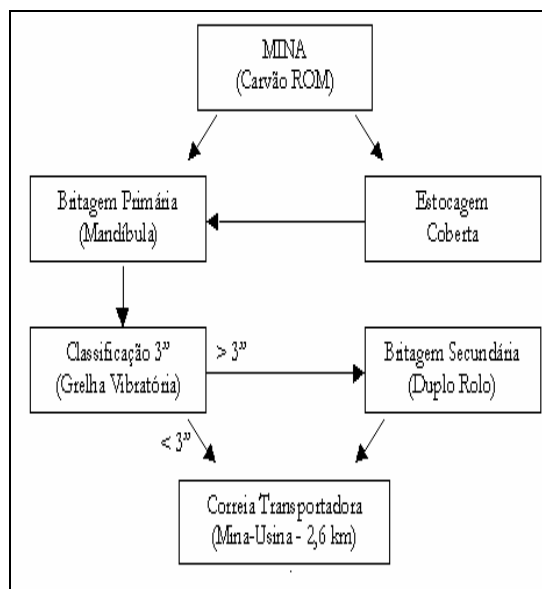 MINA
(Carvão ROM)
Britagem Primária
(Mandíbula)
Estocagem
Coberta
Classificação 3”
(Grelha Vibratória)
> 3”
Britagem Secundária
(Duplo Rolo)
< 3”
Correia Transportadora
(Mina-Usina - 2,6 km)